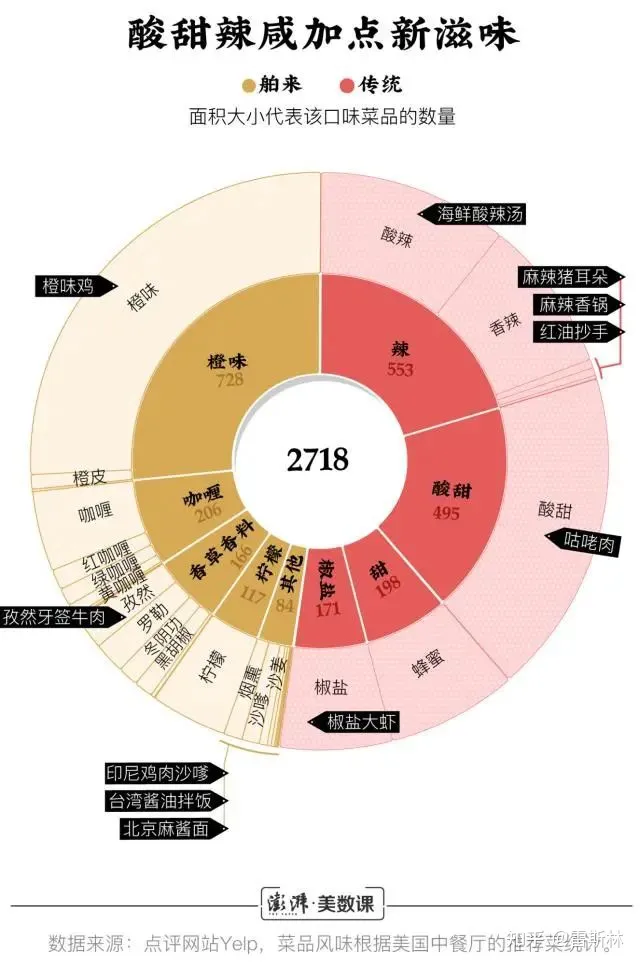 酸甜辣咸加点新滋味
舶来 传统
面积大小代表该口味菜品的数量
酸辣
海鲜酸辣汤
橙味鸡
橙味
香辣
麻辣猪耳朵
麻辣香锅
红油抄手
辣
553
橙味
728
2718
酸甜
495
酸甜
咕咾肉
橙皮
咖喱
咖喱
206
香草香料
166
柠檬
117
其他
84
椒盐
171
甜
198
红咖喱
绿咖喱
黄咖喱
孜然
孜然牙签牛肉
罗勒
冬阴功
黑胡椒
柠檬
烟熏
沙嗲
沙姜
椒盐
蜂蜜
椒盐大虾
印尼鸡肉沙嗲
台湾酱油拌饭
北京麻酱面
澎湃·美数课
THE PAPER
数据来源：点评网站Yelp，菜品风味根据美国中餐厅的推荐菜统计。
知乎 @雷斯林